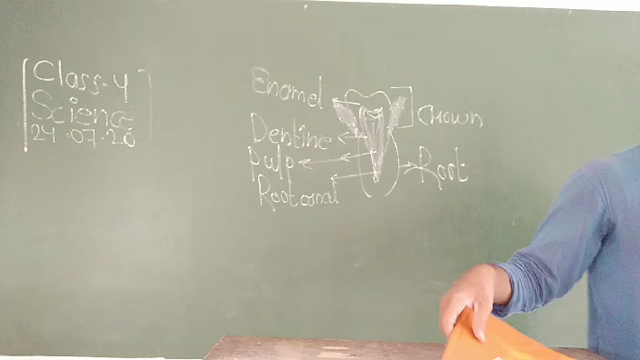 Class-4
Science
24.07.20
Enamel
Dentine
Pulp
Root canal
Crown
Root